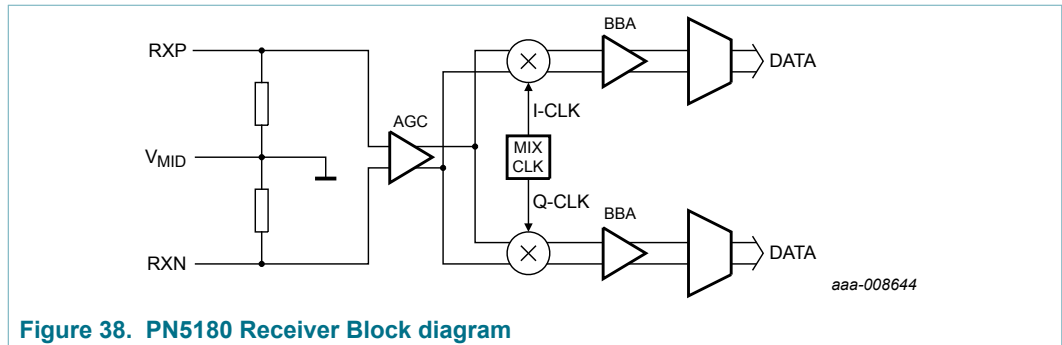 BBA
RXP
DATA
I-CLK
AGC
MIX
CLK
VMID
Q-CLK
BBA
RXN
DATA
aaa-008644
Figure 38. PN5180 Receiver Block diagram